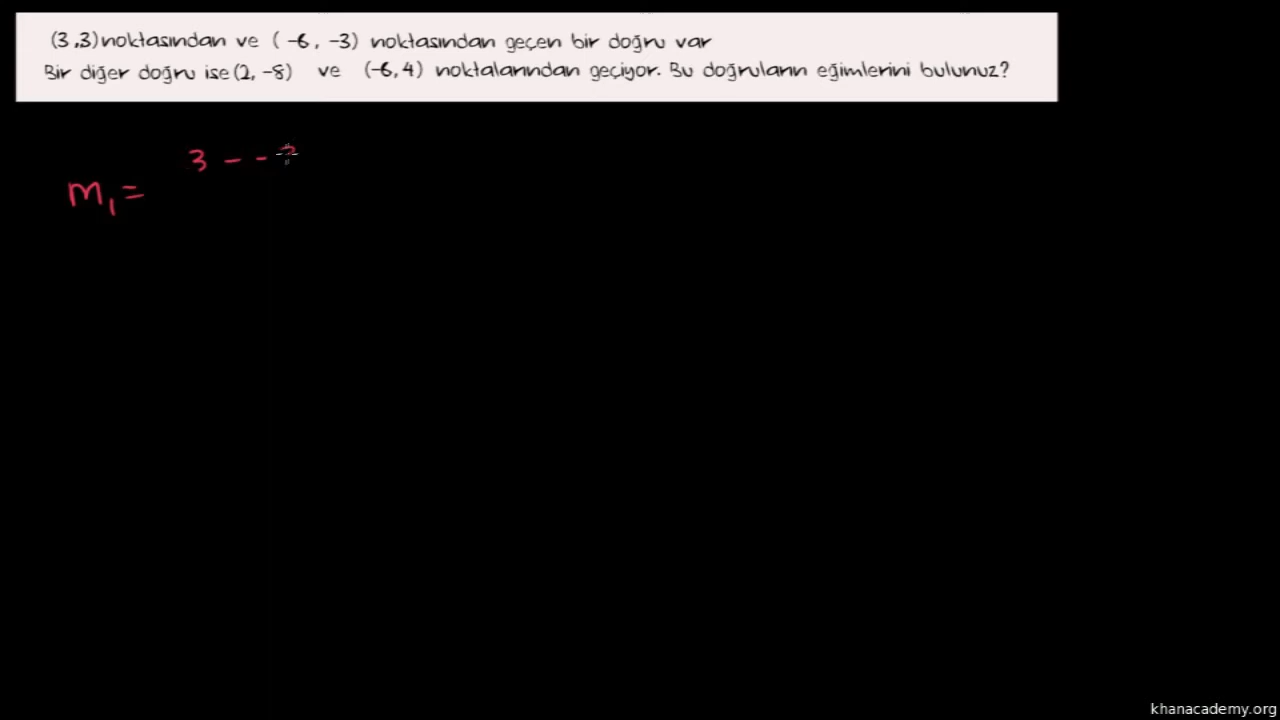 (3,3)noktasından ve (-6, -3) noktasından geçen bir doğru var
Bir diğer doğru ise (2, -8) ve (-6,4) noktalarından geçiyor. Bu doğruların eğimlerini bulunuz?
3 - -
m₁ =
khanacademy.org